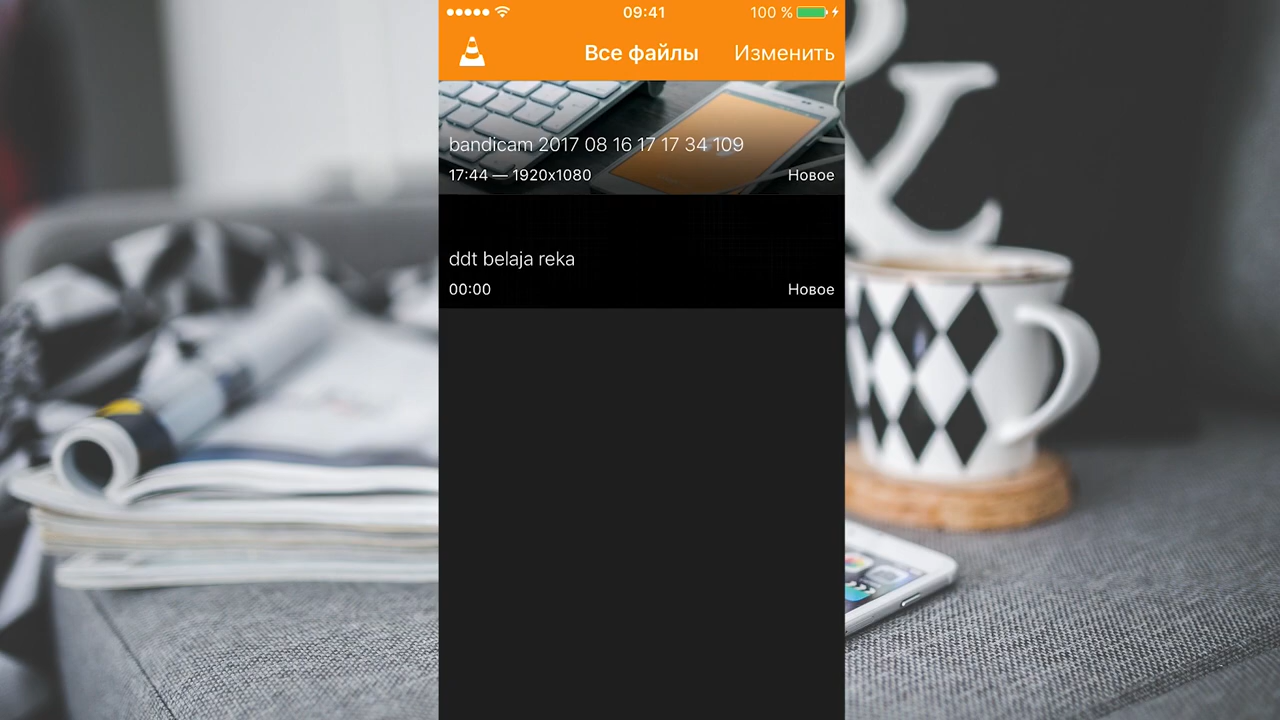 09:41
100 %
Все файлы
Изменить
bandicam 2017 08 16 17 17 34 109
17:44 — 1920x1080
Новое
ddt belaja reka
00:00
Новое
&